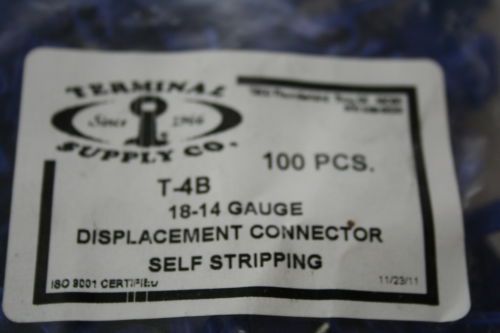 TERMINAL
Since 1966
SUPPLY CO.
100 PCS.
T-4B
18-14 GAUGE
DISPLACEMENT CONNECTOR
SELF STRIPPING
ISO 9001 CERTIFIED
11/23/11